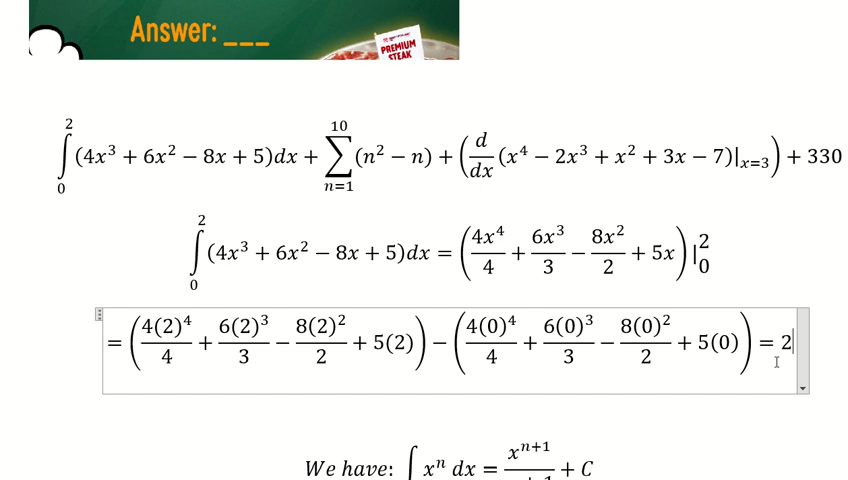 Answer: ___
PREMIUM
STEAK
∫₀² (4x³ + 6x² − 8x + 5)dx + ∑ₙ₌₁¹⁰ (n² − n) + (d/dx (x⁴ − 2x³ + x² + 3x − 7)|ₓ₌₃) + 330
∫₀² (4x³ + 6x² − 8x + 5)dx = (4x⁴/4 + 6x³/3 − 8x²/2 + 5x) |₀²
= (4(2)⁴/4 + 6(2)³/3 − 8(2)²/2 + 5(2)) − (4(0)⁴/4 + 6(0)³/3 − 8(0)²/2 + 5(0)) = 2
We have: ∫ xⁿ dx = xⁿ⁺¹/n+1 + C